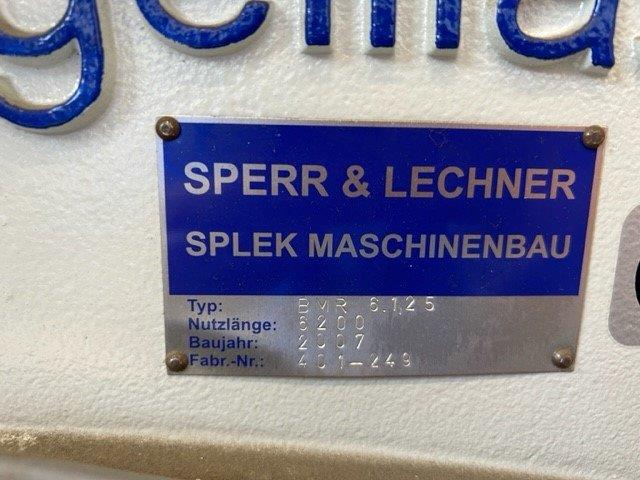 SPERR & LECHNER
SPLEK MASCHINENBAU
Typ: BMR 6.125
Nutzlänge: 6200
Baujahr: 2007
Fabr.-Nr.: 401-249